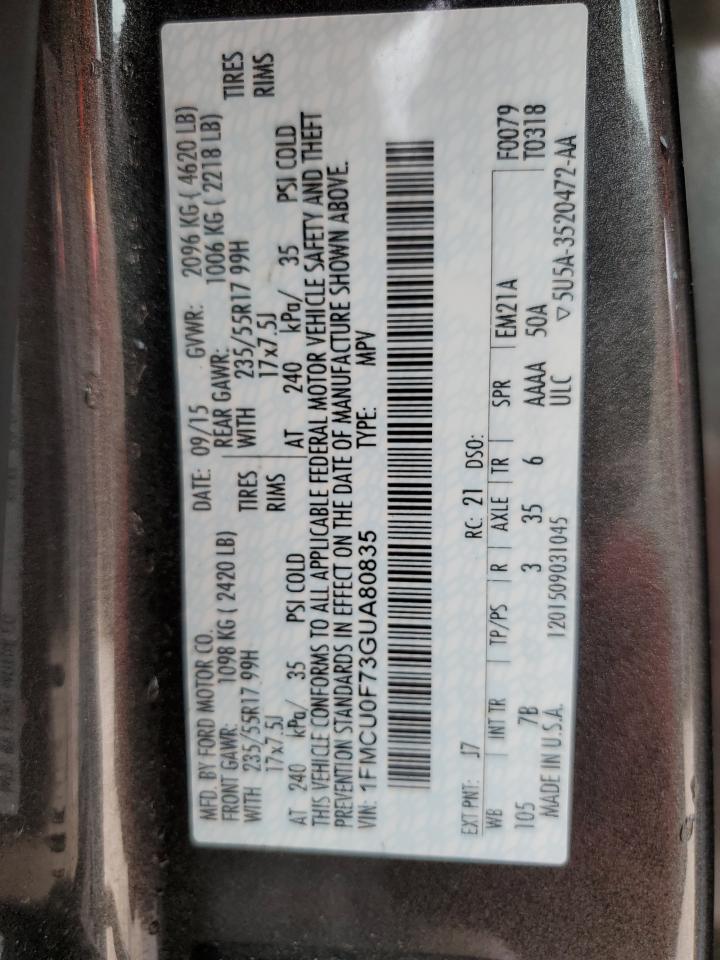 MFD. BY FORD MOTOR CO.
DATE: 09/15 GVWR: 2096 KG ( 4620 LB)
FRONT GAWR: 1098 KG ( 2420 LB)
REAR GAWR: 1006 KG ( 2218 LB)
WITH 235/55R17 99H TIRES
WITH 235/55R17 99H TIRES
17x7.5J RIMS
17x7.5J RIMS
AT 240 kPa/ 35 PSI COLD
AT 240 kPa/ 35 PSI COLD
THIS VEHICLE CONFORMS TO ALL APPLICABLE FEDERAL MOTOR VEHICLE SAFETY AND THEFT
PREVENTION STANDARDS IN EFFECT ON THE DATE OF MANUFACTURE SHOWN ABOVE.
VIN: 1FMCU0F73GUA80835 TYPE: MPV
EXT PNT: J7 RC: 21 DSO:
WB INT TR TP/PS R AXLE TR SPR EM21A F0079
105 7B 3 35 6 AAAA 50A T0318
MADE IN U.S.A. 1201509031045 ULC ▽5U5A-3520472-AA